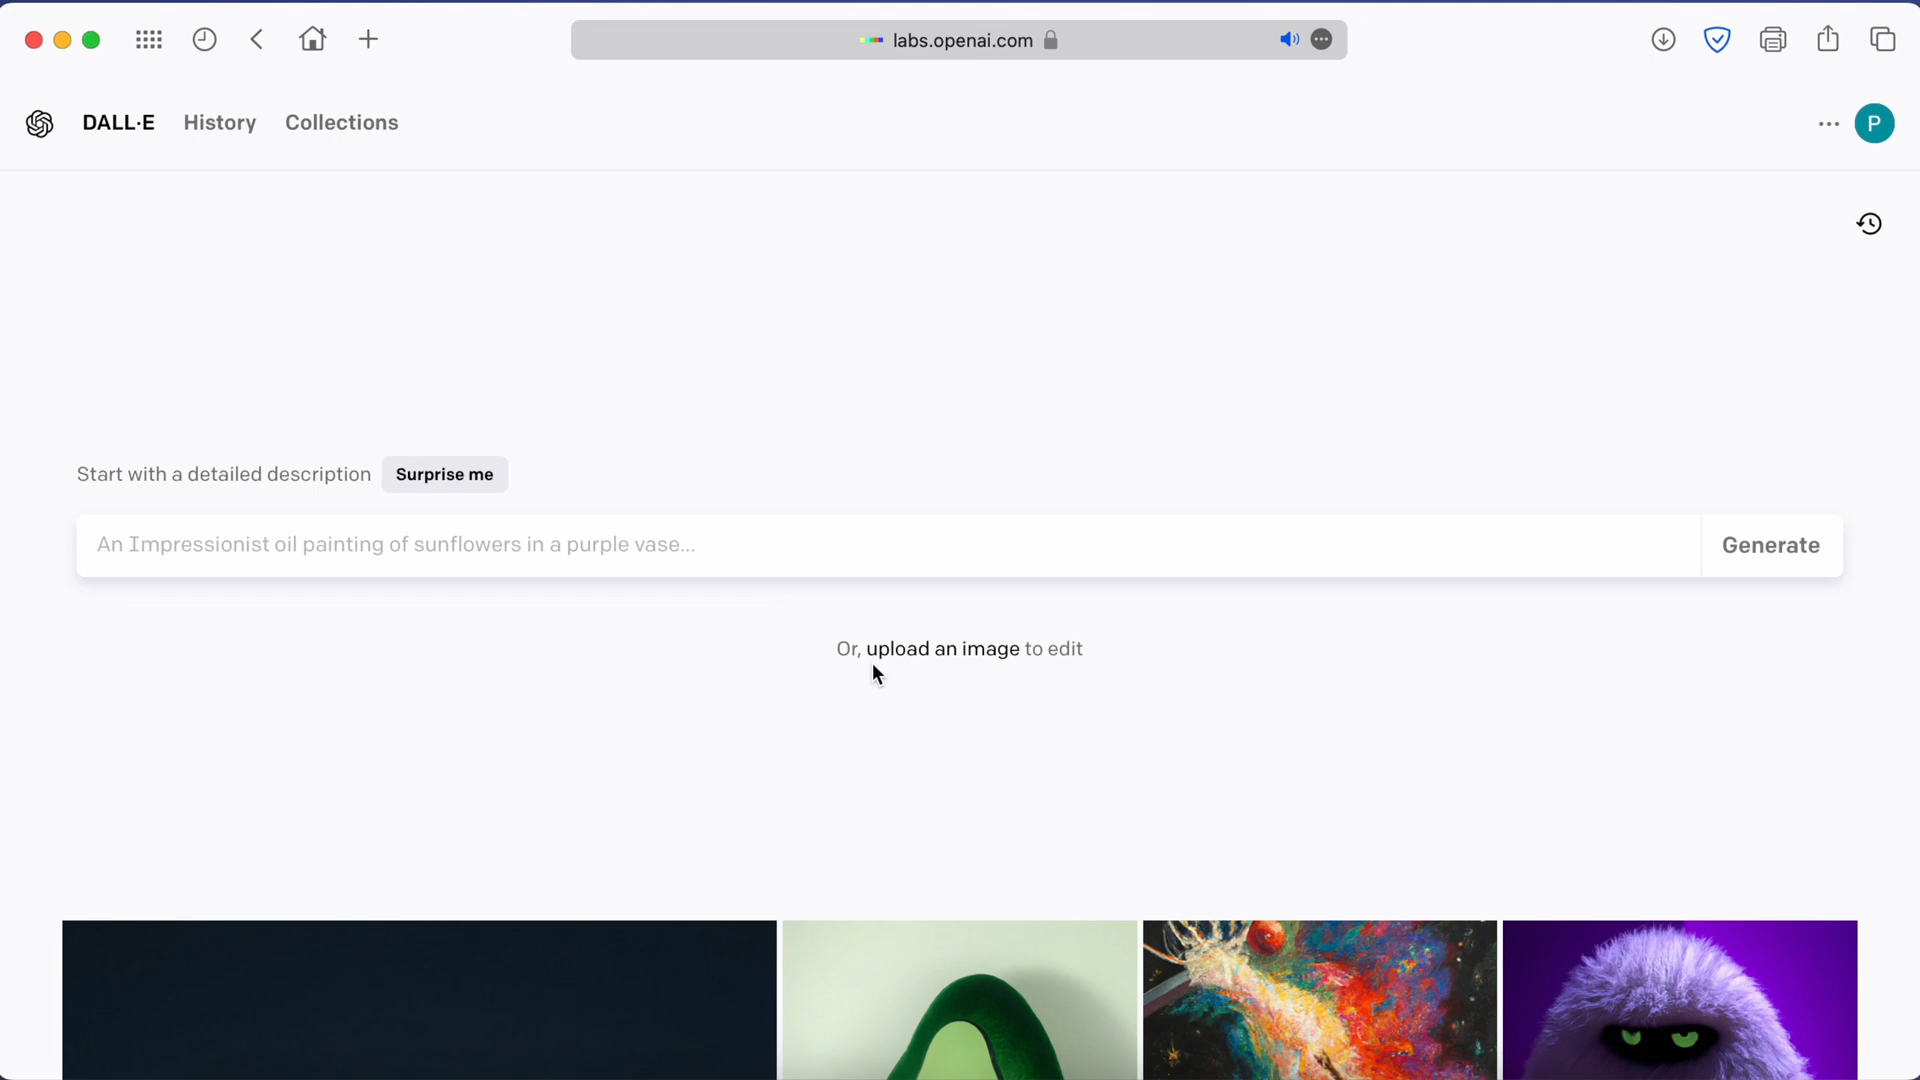 labs.openai.com
DALL·E History Collections
P
Start with a detailed description Surprise me
An Impressionist oil painting of sunflowers in a purple vase...
Generate
Or, upload an image to edit